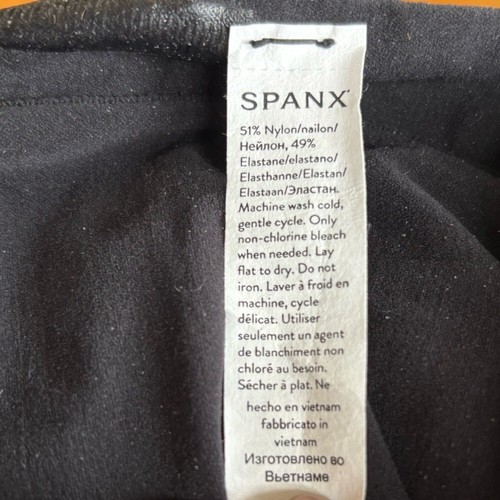 SPANX
51% Nylon/nailon/
Нейлон, 49%
Elastane/elastano/
Elasthanne/Elastan/
Elastaan/Эластан.
Machine wash cold,
gentle cycle. Only
non-chlorine bleach
when needed. Lay
flat to dry. Do not
iron. Laver à froid en
machine, cycle
délicat. Utiliser
seulement un agent
de blanchiment non
chloré au besoin.
Sécher à plat. Ne
hecho en vietnam
fabbricato in
vietnam
Изготовлено во
Вьетнаме